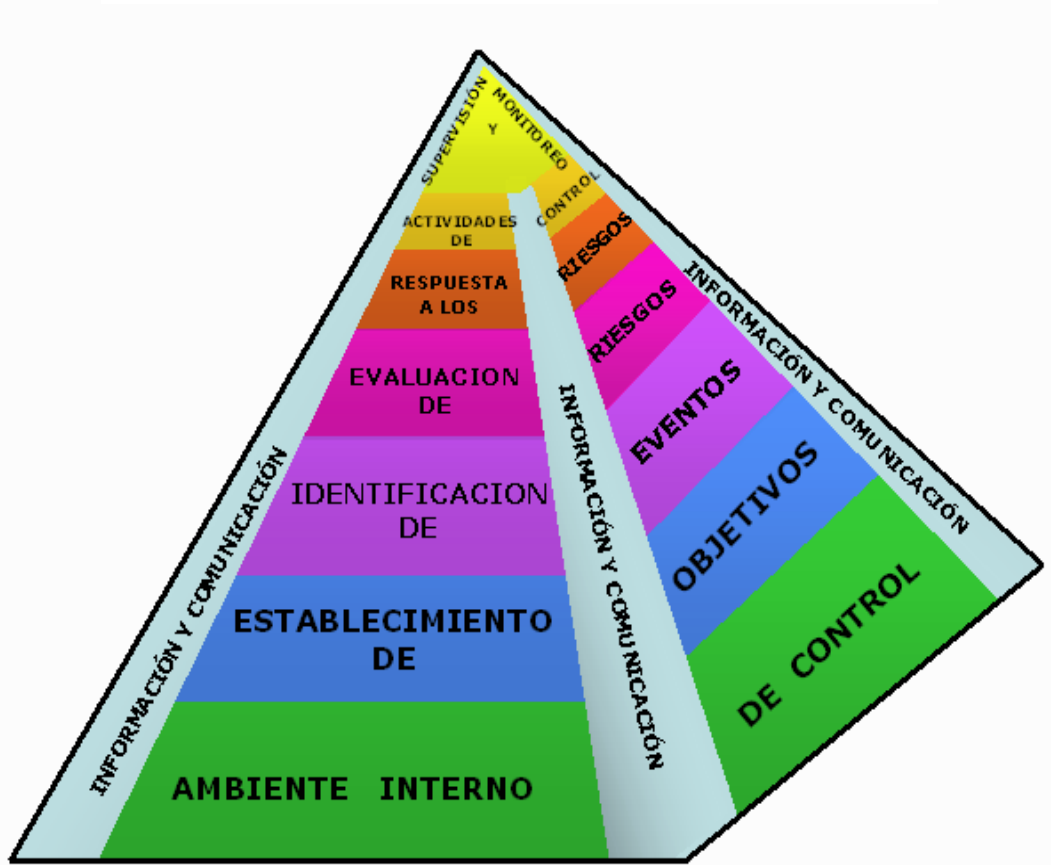 SUPERVISIÓN
Y
MONITOREO
ACTIVIDADES
DE
CONTROL
RESPUESTA
A LOS
RIESGOS
EVALUACION
DE
RIESGOS
IDENTIFICACION
DE
EVENTOS
ESTABLECIMIENTO
DE
OBJETIVOS
AMBIENTE INTERNO
DE CONTROL
INFORMACIÓN Y COMUNICACIÓN
INFORMACIÓN Y COMUNICACIÓN
INFORMACIÓN Y COMUNICACIÓN